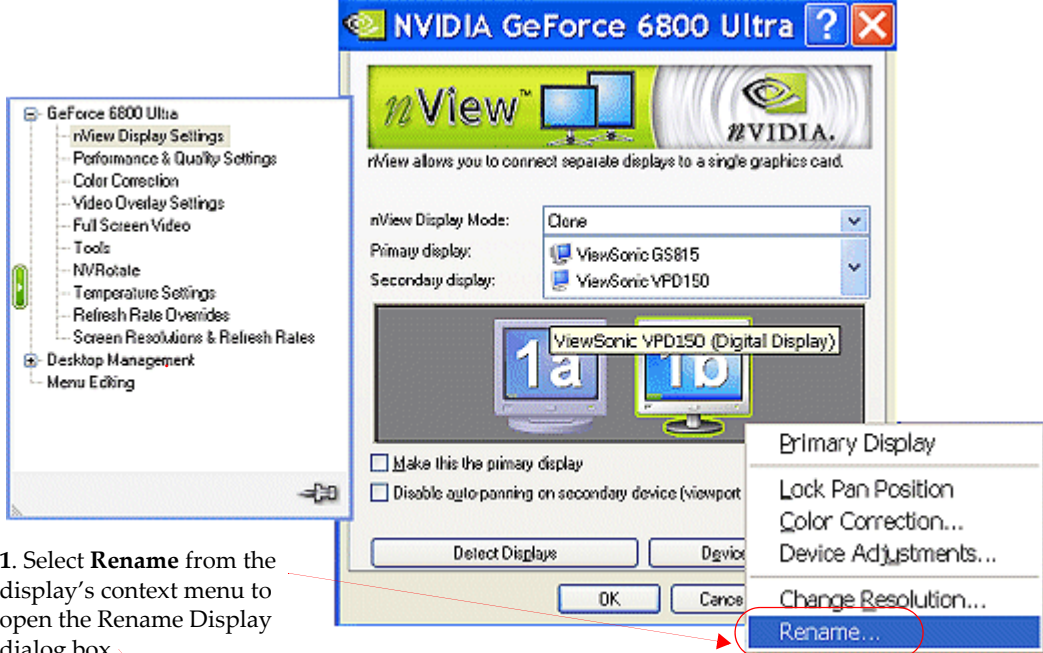 NVIDIA GeForce 6800 Ultra
nView™
NVIDIA.
nView allows you to connect separate displays to a single graphics card.
GeForce 6800 Ultra
nView Display Settings
Performance & Quality Settings
Color Correction
Video Overlay Settings
Full Screen Video
Tools
NVRotate
Temperature Settings
Refresh Rate Overrides
Screen Resolutions & Refresh Rates
Desktop Management
Menu Editing
nView Display Mode: Clone
Primary display: ViewSonic GS815
Secondary display: ViewSonic VPD150
ViewSonic VPD150 (Digital Display)
1a 1b
Make this the primary display
Disable auto-panning on secondary device (viewport
Detect Displays
Device
OK
Cance
Primary Display
Lock Pan Position
Color Correction...
Device Adjustments...
Change Resolution...
Rename...
1. Select Rename from the
display's context menu to
open the Rename Display
dialog box.